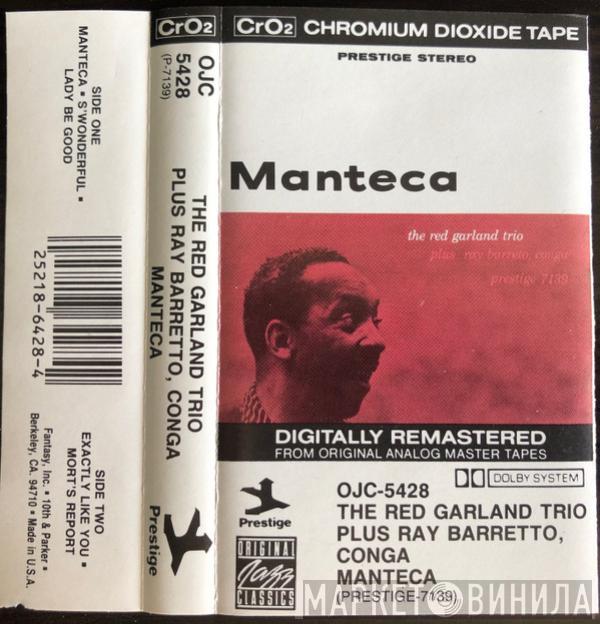 SIDE ONE
MANTECA • S'WONDERFUL •
LADY BE GOOD
25218-6428-4
SIDE TWO
EXACTLY LIKE YOU •
MORT'S REPORT
Fantasy, Inc. • 10th & Parker •
Berkeley, CA. 94710 • Made in U.S.A.
CrO2
OJC
5428
(P-7139)
THE RED GARLAND TRIO
PLUS RAY BARRETTO, CONGA
MANTECA
Prestige
CrO2 CHROMIUM DIOXIDE TAPE
PRESTIGE STEREO
Manteca
the red garland trio
plus ray barreto, conga
prestige 7139
DIGITALLY REMASTERED
FROM ORIGINAL ANALOG MASTER TAPES
DOLBY SYSTEM
Prestige
ORIGINAL
Jazz
CLASSICS
OJC-5428
THE RED GARLAND TRIO
PLUS RAY BARRETTO,
CONGA
MANTECA
(PRESTIGE-7139)
МАРКЕТ ВИНИЛА